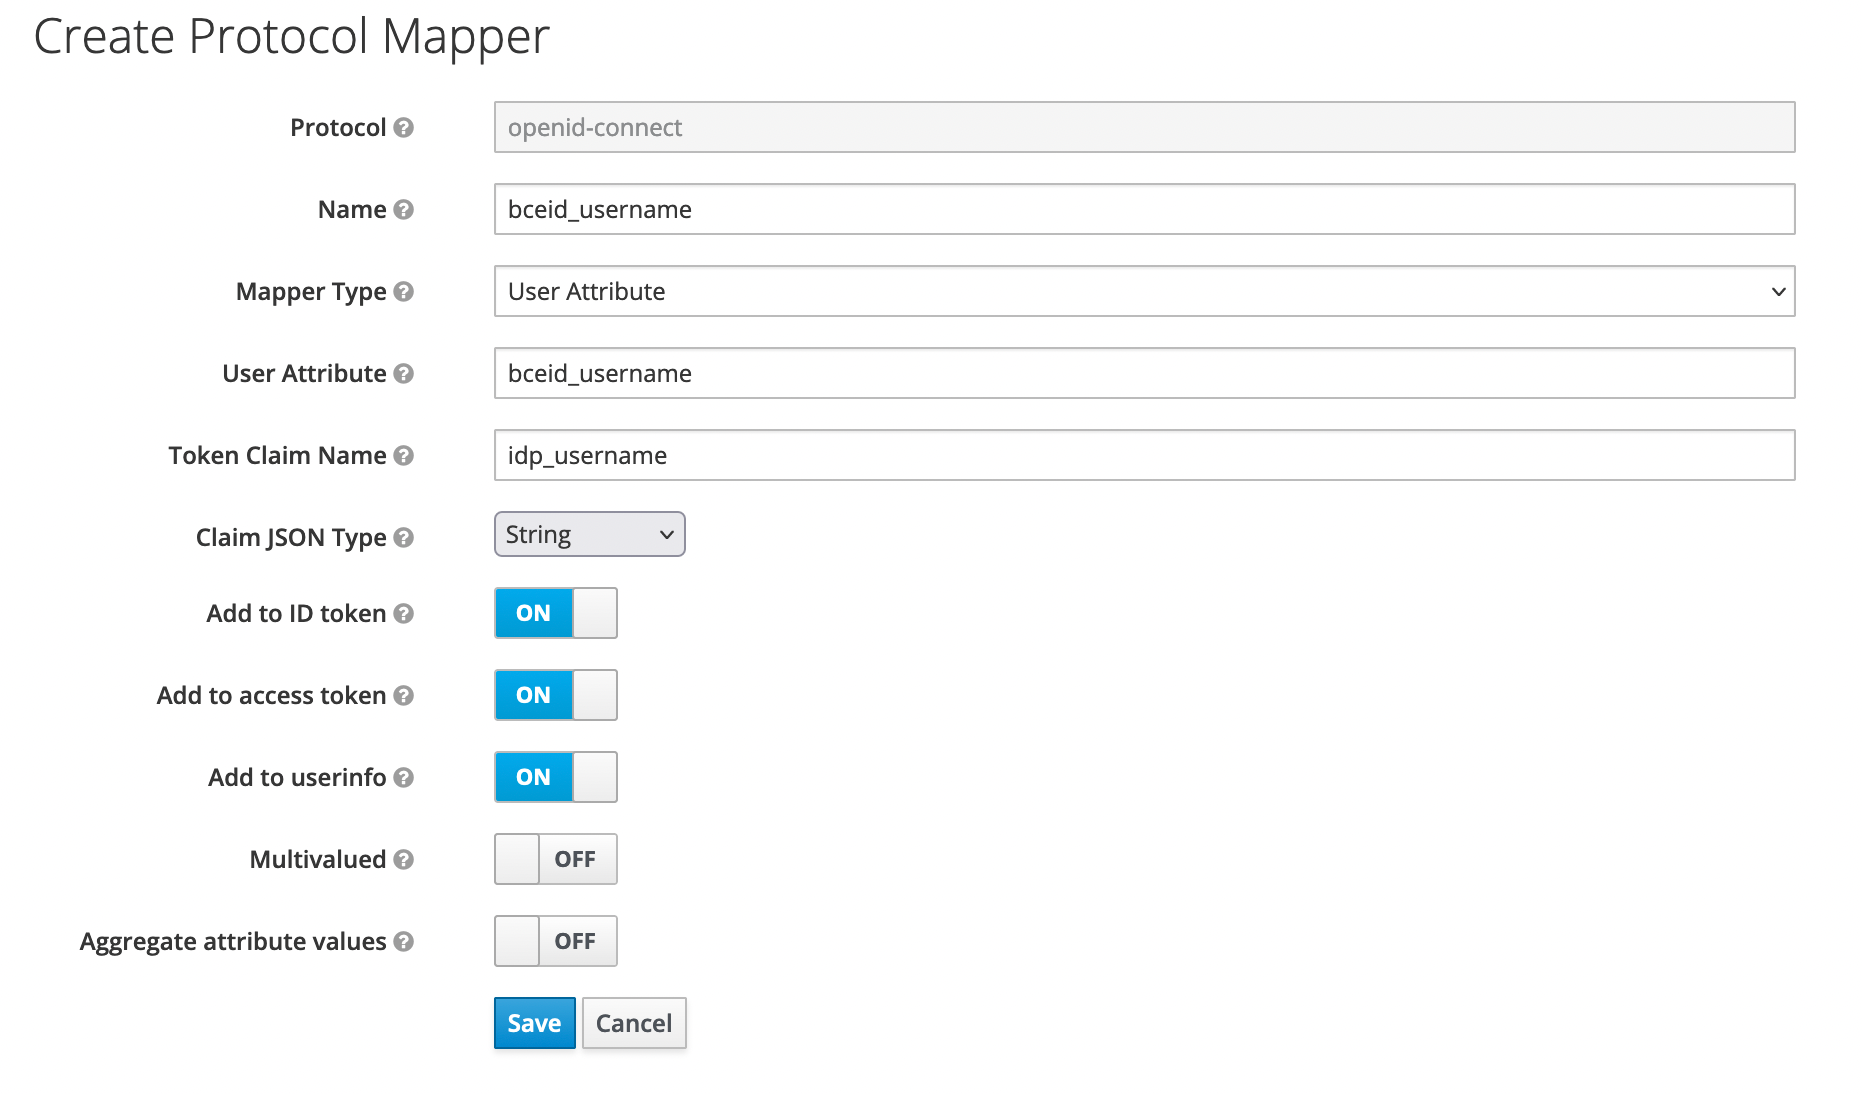 Create Protocol Mapper
Protocol openid-connect
Name bceid_username
Mapper Type User Attribute
User Attribute bceid_username
Token Claim Name idp_username
Claim JSON Type String
Add to ID token ON
Add to access token ON
Add to userinfo ON
Multivalued OFF
Aggregate attribute values OFF
Save Cancel